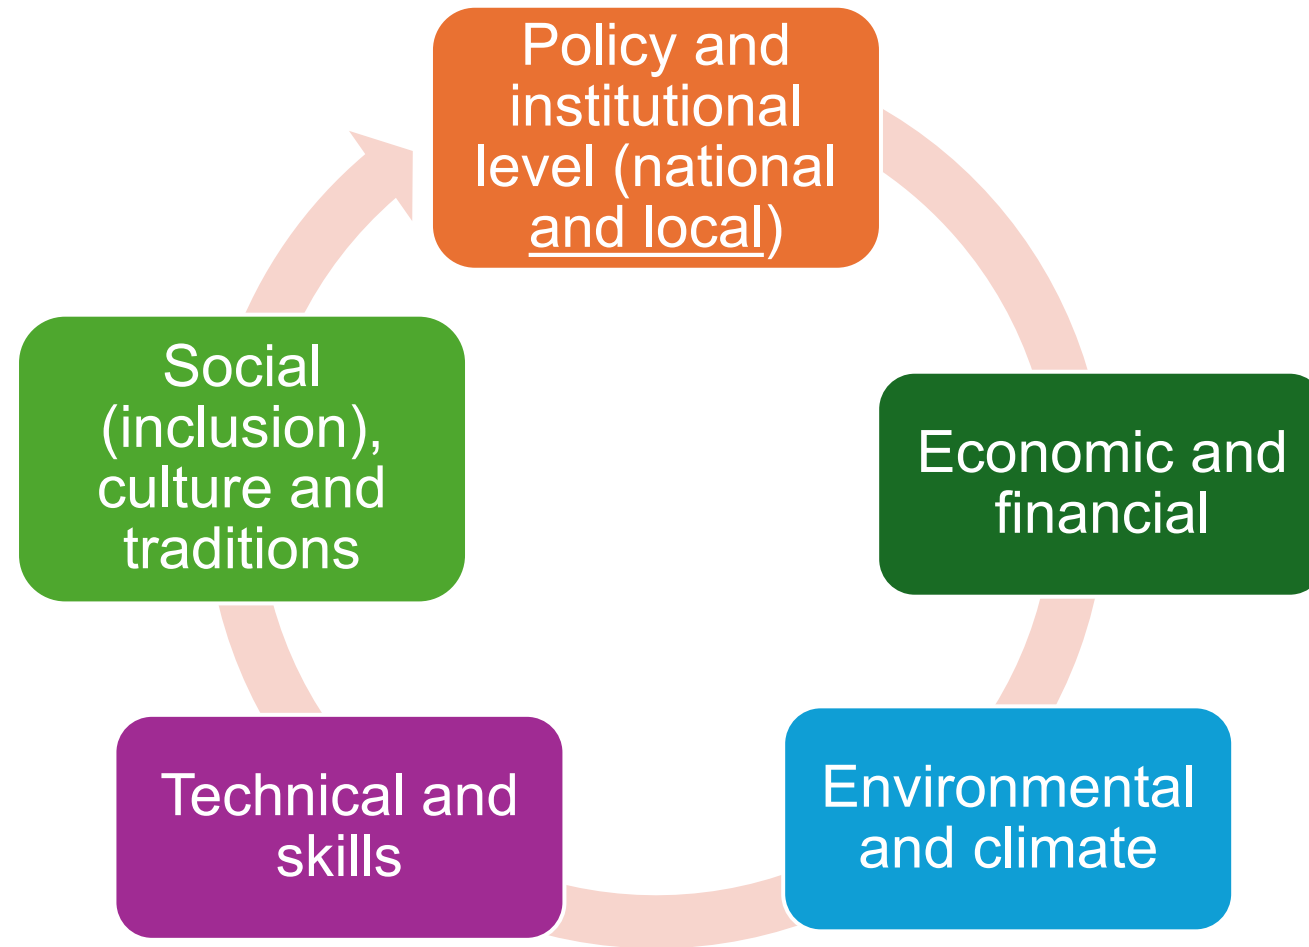 Policy and
institutional
level (national
and local)
Economic and
financial
Environmental
and climate
Technical and
skills
Social
(inclusion),
culture and
traditions